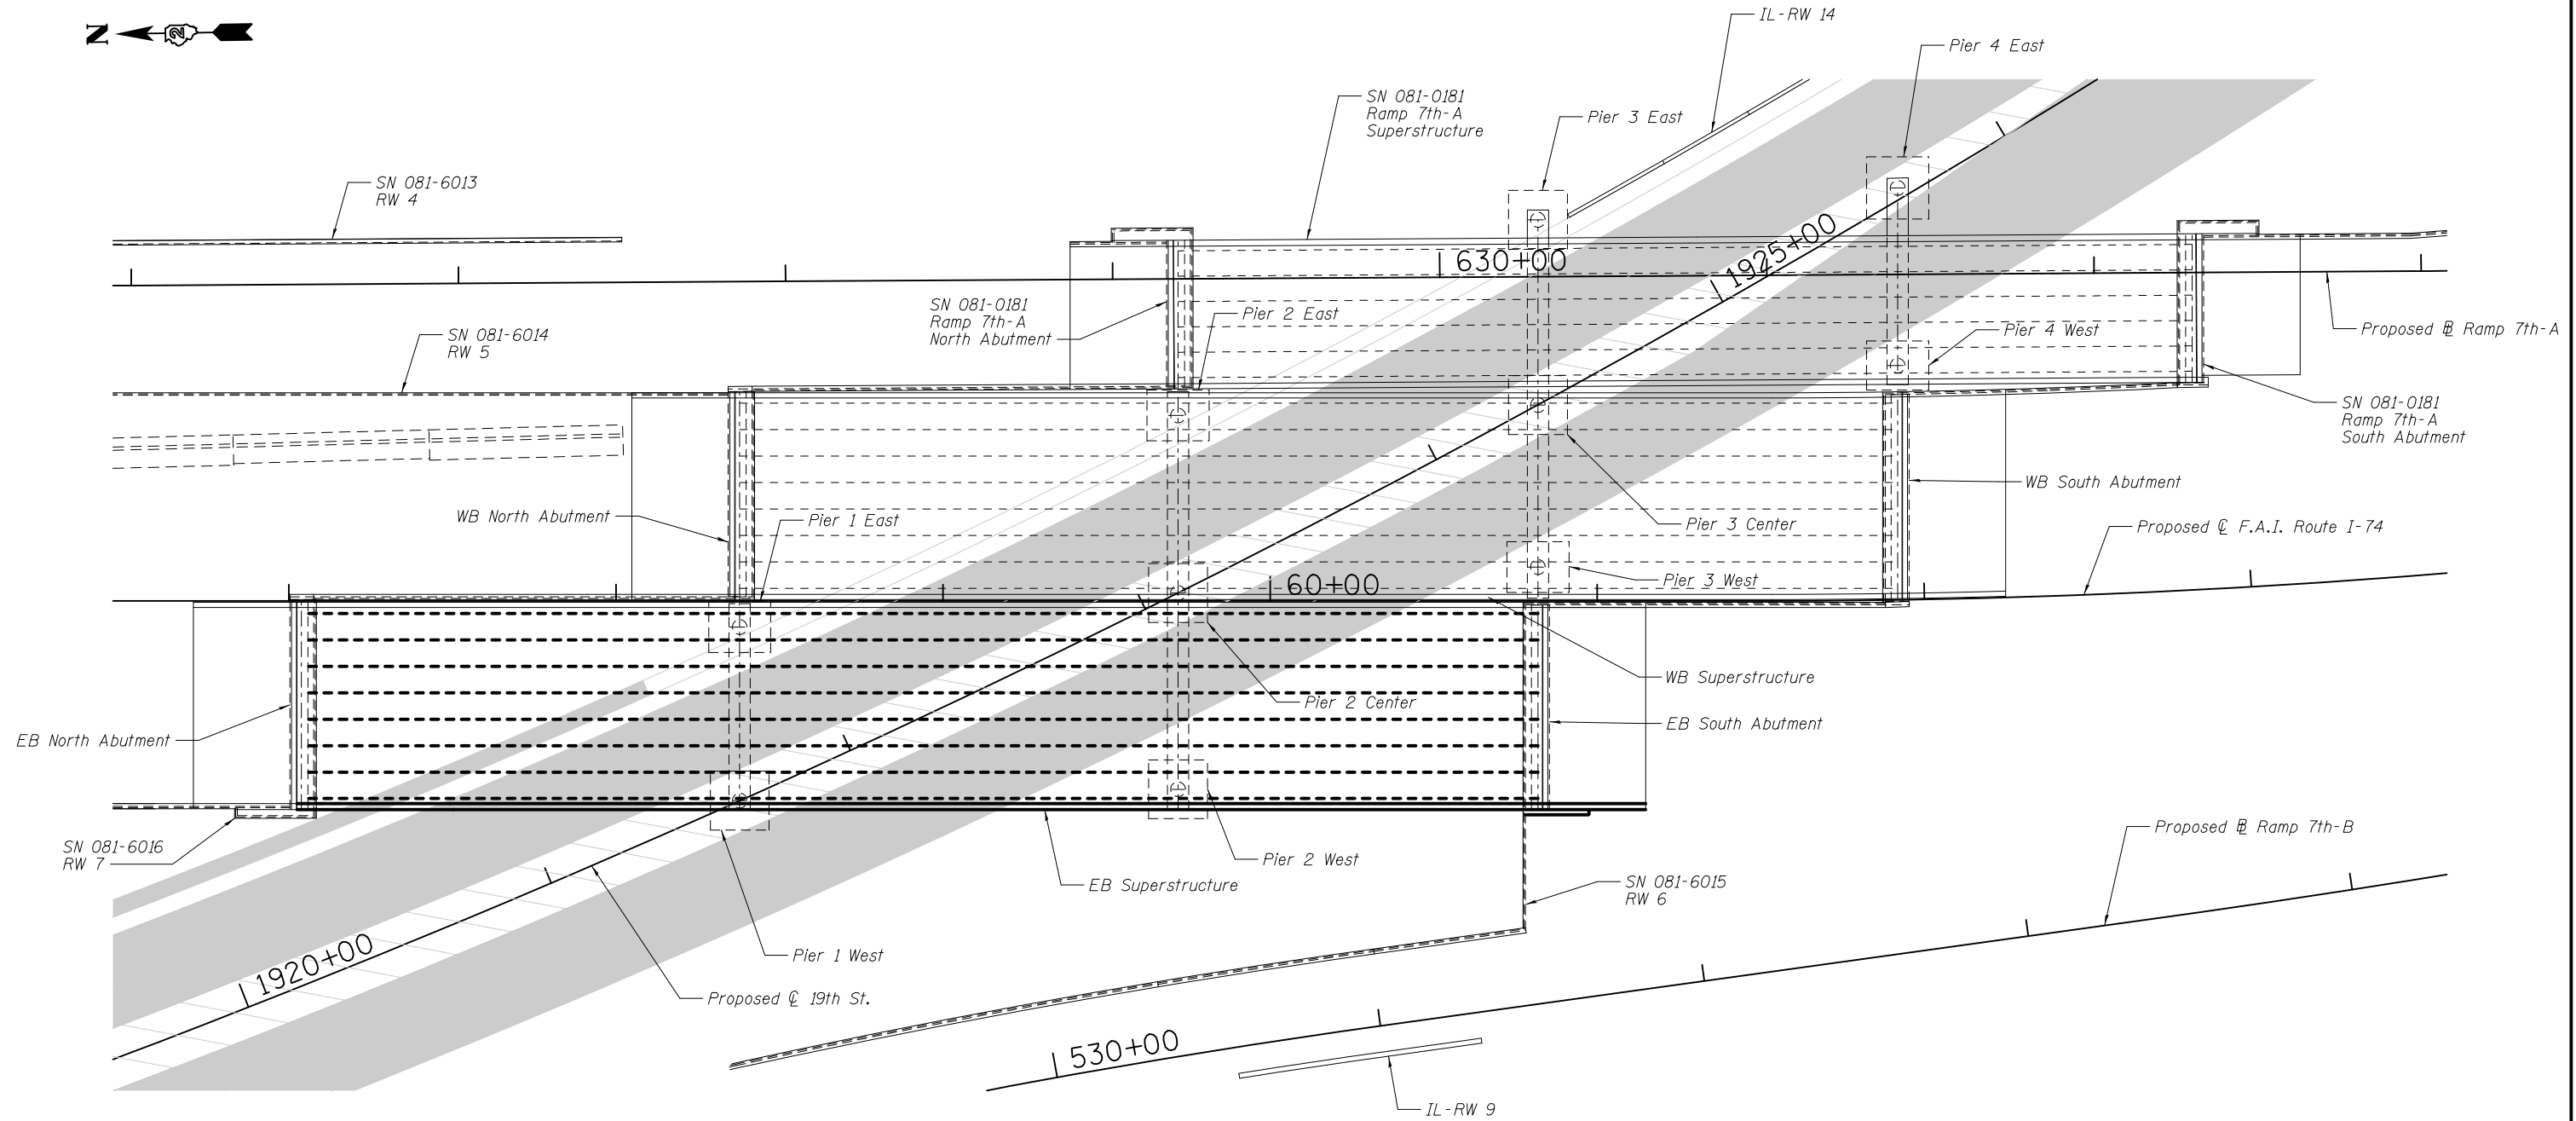 N
IL-RW 14
Pier 4 East
SN 081-0181
Ramp 7th-A
Superstructure
Pier 3 East
SN 081-6013
RW 4
630+00
1925+00
SN 081-0181
Ramp 7th-A
North Abutment
Pier 2 East
SN 081-6014
RW 5
Pier 4 West
Proposed ℄ Ramp 7th-A
SN 081-0181
Ramp 7th-A
South Abutment
WB South Abutment
WB North Abutment
Pier 1 East
Pier 3 Center
Proposed ℄ F.A.I. Route I-74
60+00
Pier 3 West
WB Superstructure
Pier 2 Center
EB South Abutment
EB North Abutment
SN 081-6016
RW 7
Pier 2 West
Proposed ℄ Ramp 7th-B
EB Superstructure
SN 081-6015
RW 6
1920+00
Pier 1 West
Proposed ℄ 19th St.
530+00
IL-RW 9